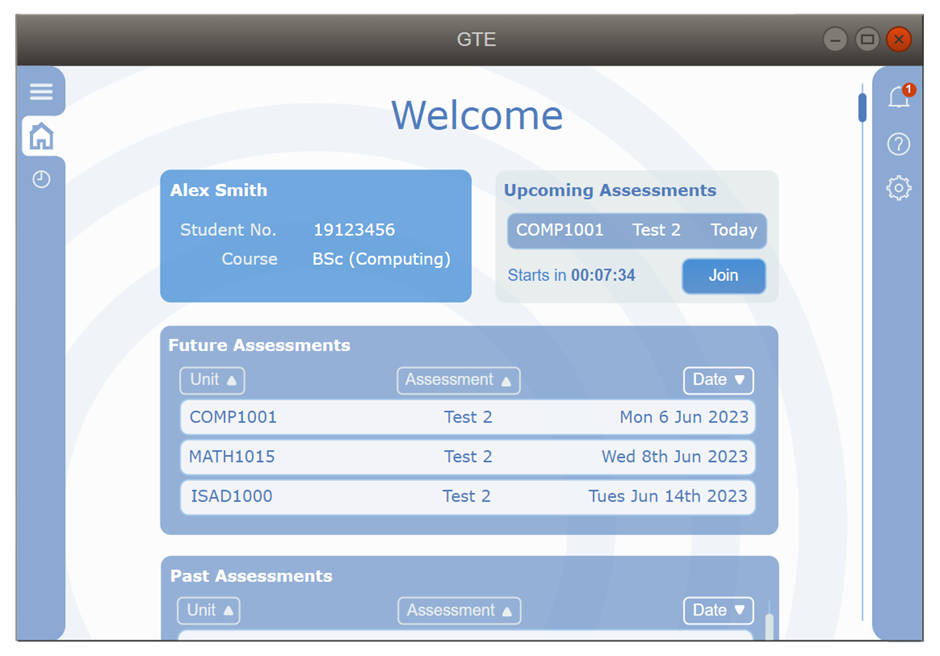 GTE
1
Welcome
Alex Smith
Student No. 19123456
Course BSc (Computing)
Upcoming Assessments
COMP1001 Test 2 Today
Starts in 00:07:34 Join
Future Assessments
Unit ▲ Assessment ▲ Date ▼
COMP1001 Test 2 Mon 6 Jun 2023
MATH1015 Test 2 Wed 8th Jun 2023
ISAD1000 Test 2 Tues Jun 14th 2023
Past Assessments
Unit ▲ Assessment ▲ Date ▼